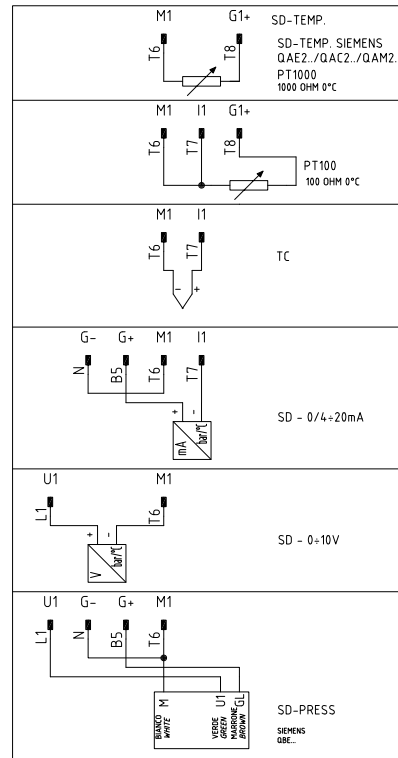 M1 G1+ SD-TEMP.
T6 T8
SD-TEMP. SIEMENS
QAE2../QAC2../QAM2.
PT1000
1000 OHM 0°C
M1 I1 G1+
T6 T7 T8
PT100
100 OHM 0°C
M1 I1
T6 T7
TC
- +
G- G+ M1 I1
N B5 T6 T7
+ -
mA bar/°C
SD - 0/4÷20mA
U1 M1
L1 T6
+ -
V bar/°C
SD - 0÷10V
U1 G- G+ M1
L1 N B5 T6
M U1 GL
BIANCO VERDE MARRONE
WHITE GREEN BROWN
SD-PRESS
SIEMENS
QBE...